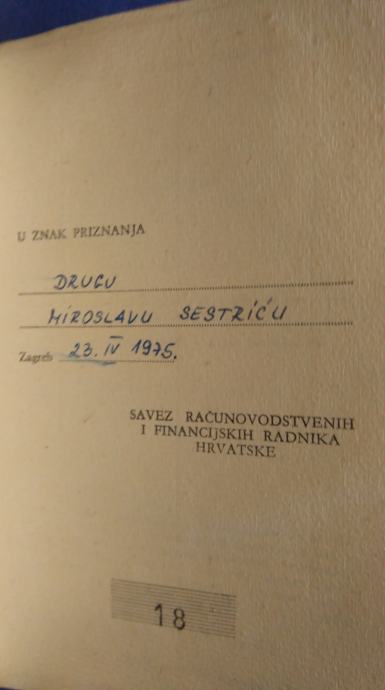 U ZNAK PRIZNANJA
DRUGU
MIROSLAVU SESTRIĆU
Zagreb 23. IV 1975.
SAVEZ RAČUNOVODSTVENIH
I FINANCIJSKIH RADNIKA
HRVATSKE
18